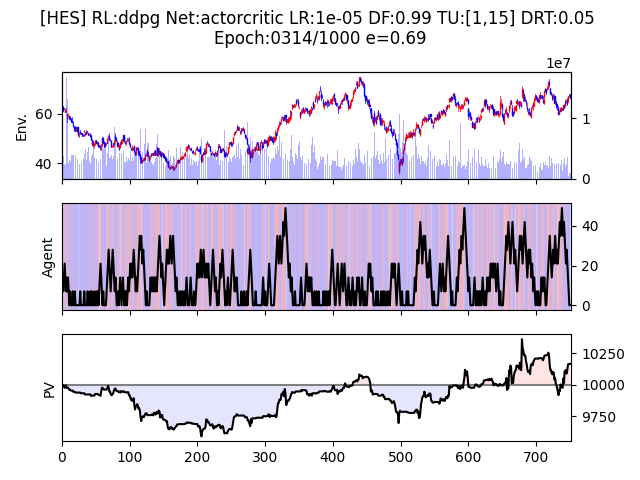 [HES] RL:ddpg Net:actorcritic LR:1e-05 DF:0.99 TU:[1,15] DRT:0.05
Epoch:0314/1000 e=0.69
1e7
Env.
60
40
1
0
Agent
40
20
0
PV
10250
10000
9750
0 100 200 300 400 500 600 700